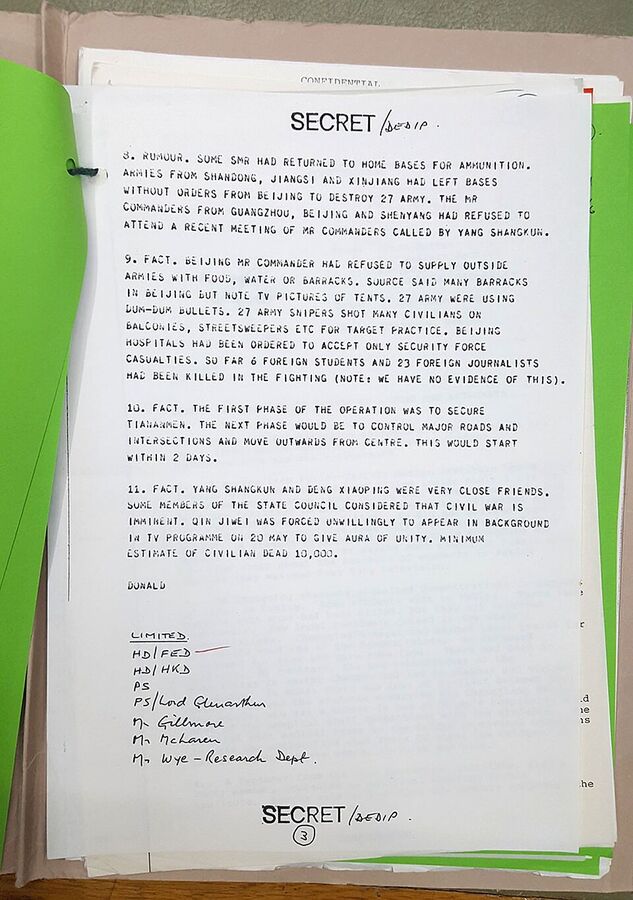 CONFIDENTIAL
SECRET/DEDIP.
8. RUMOUR. SOME SMR HAD RETURNED TO HOME BASES FOR AMMUNITION.
ARMIES FROM SHANDONG, JIANGSI AND XINJIANG HAD LEFT BASES
WITHOUT ORDERS FROM BEIJING TO DESTROY 27 ARMY. THE MR
COMMANDERS FROM GUANGZHOU, BEIJING AND SHENYANG HAD REFUSED TO
ATTEND A RECENT MEETING OF MR COMMANDERS CALLED BY YANG SHANGKUN.
9. FACT. BEIJING MR COMMANDER HAD REFUSED TO SUPPLY OUTSIDE
ARMIES WITH FOOD, WATER OR BARRACKS. SOURCE SAID MANY BARRACKS
IN BEIJING BUT NOTE TV PICTURES OF TENTS. 27 ARMY WERE USING
DUM-DUM BULLETS. 27 ARMY SNIPERS SHOT MANY CIVILIANS ON
BALCONIES, STREETSWEEPERS ETC FOR TARGET PRACTICE. BEIJING
HOSPITALS HAD BEEN ORDERED TO ACCEPT ONLY SECURITY FORCE
CASUALTIES. SO FAR 6 FOREIGN STUDENTS AND 23 FOREIGN JOURNALISTS
HAD BEEN KILLED IN THE FIGHTING (NOTE: WE HAVE NO EVIDENCE OF THIS).
10. FACT. THE FIRST PHASE OF THE OPERATION WAS TO SECURE
TIANANMEN. THE NEXT PHASE WOULD BE TO CONTROL MAJOR ROADS AND
INTERSECTIONS AND MOVE OUTWARDS FROM CENTRE. THIS WOULD START
WITHIN 2 DAYS.
11. FACT. YANG SHANGKUN AND DENG XIAOPING WERE VERY CLOSE FRIENDS.
SOME MEMBERS OF THE STATE COUNCIL CONSIDERED THAT CIVIL WAR IS
IMMINENT. QIN JIWEI WAS FORCED UNWILLINGLY TO APPEAR IN BACKGROUND
IN TV PROGRAMME ON 20 MAY TO GIVE AURA OF UNITY. MINIMUM
ESTIMATE OF CIVILIAN DEAD 10,000.
DONALD
LIMITED.
HD/FED
HD/HKD
PS
PS/Lord Glenarthur
Mr Gillmore
Mr McLaren
Mr Wye - Research Dept.
SECRET/DEDIP.
3